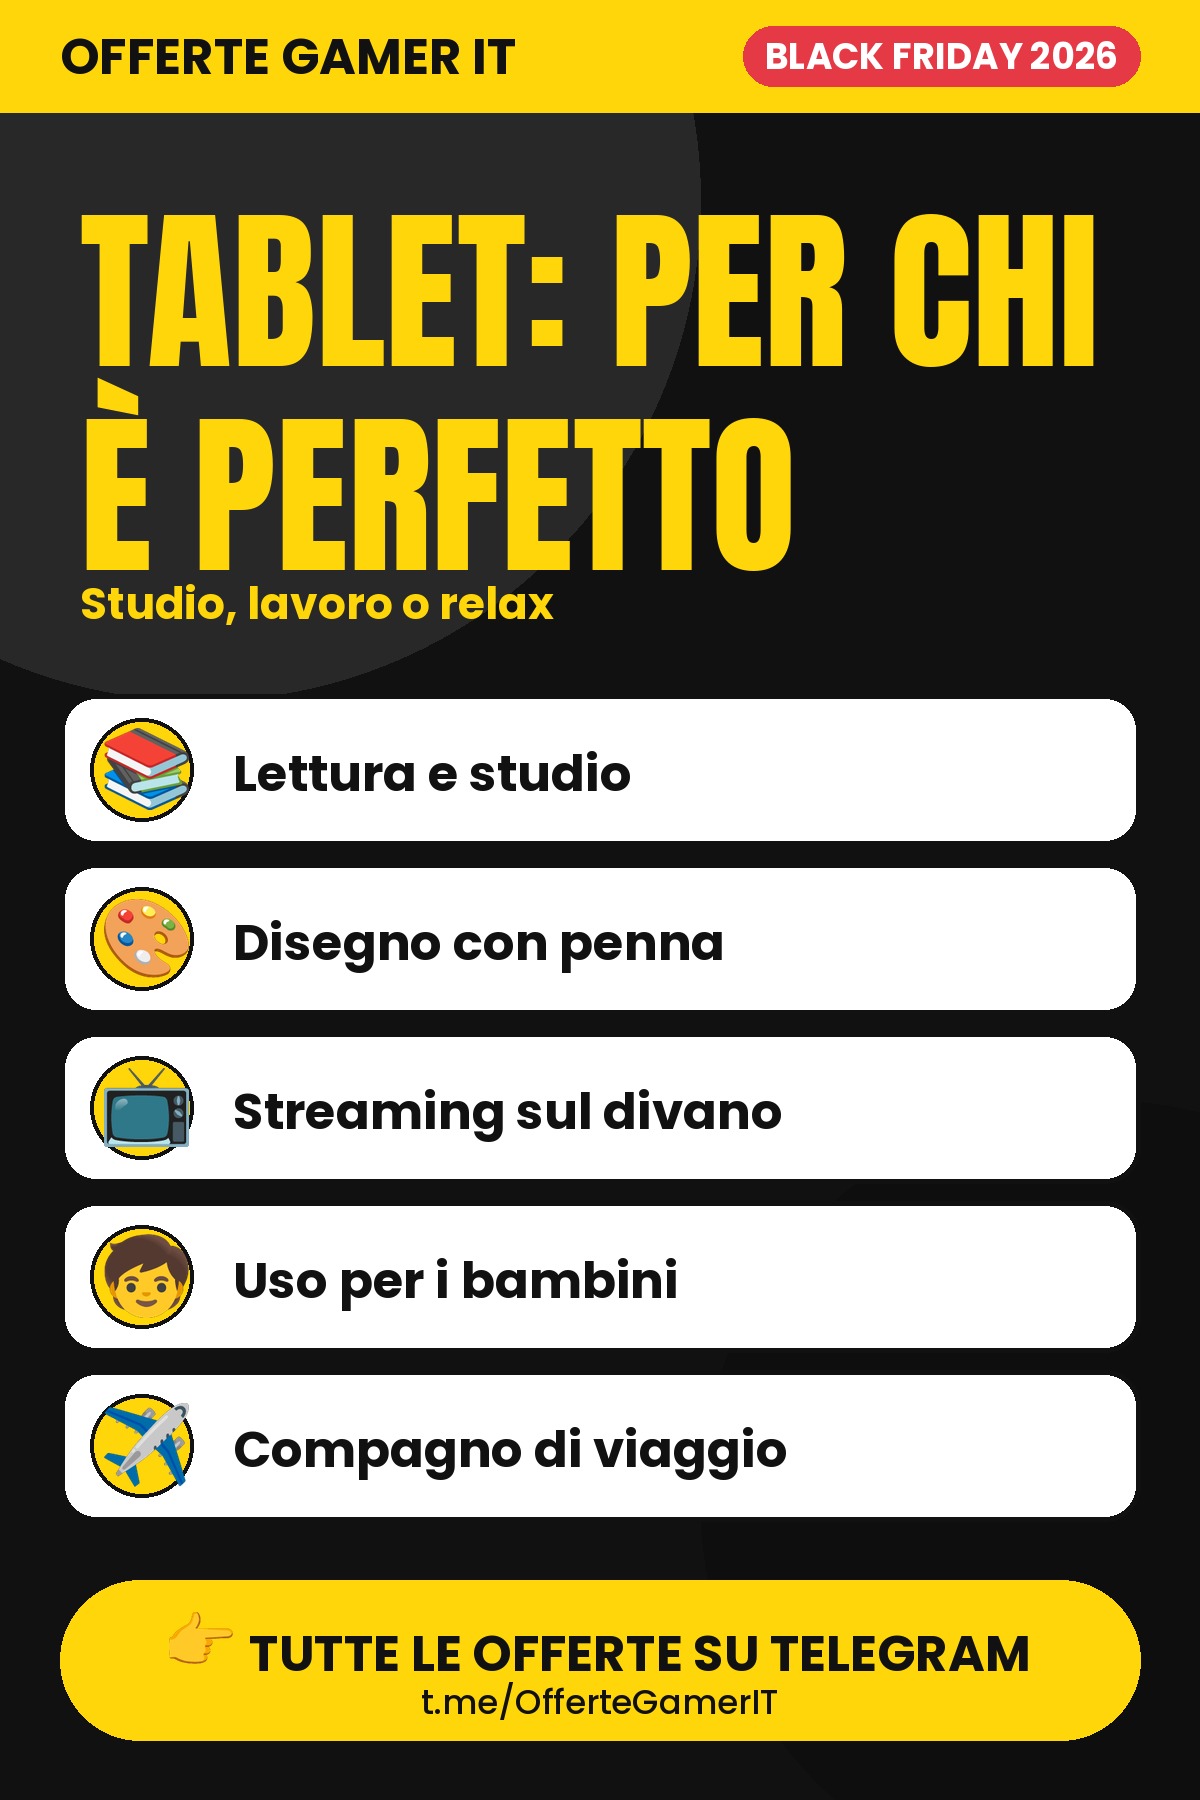 OFFERTE GAMER IT
BLACK FRIDAY 2026
TABLET: PER CHI
È PERFETTO
Studio, lavoro o relax
Lettura e studio
Disegno con penna
Streaming sul divano
Uso per i bambini
Compagno di viaggio
👉 TUTTE LE OFFERTE SU TELEGRAM
t.me/OfferteGamerIT